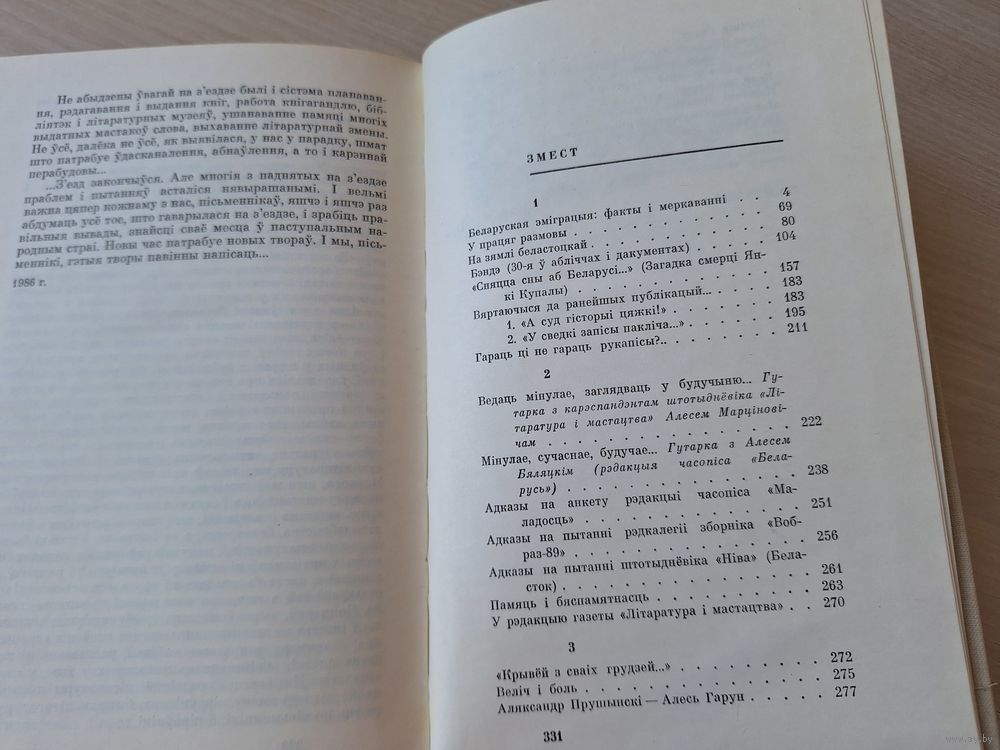 Не абыдзены ўвагай на з'ездзе былі і сістэма планаван-
ня, рэдагавання і выдання кніг, работа кнігагандлю, біб-
ліятэк і літаратурных музеяў, ушанаванне памяці многіх
выдатных мастакоў слова, выхаванне літаратурнай змены.
Не ўсё, далёка не ўсё, як выявілася, у нас у парадку, шмат
што патрабуе ўдасканалення, абнаўлення, а то і карэннай
перабудовы...
...З'езд закончыўся. Але многія з паднятых на з'ездзе
праблем і пытанняў асталіся нявырашанымі. І вельмі
важна цяпер кожнаму з нас, пісьменнікаў, яшчэ і яшчэ раз
абдумаць усё тое, што гаварылася на з'ездзе, і зрабіць пра-
вільныя вывады, знайсці сваё месца ў паступальным на-
родным страі. Новы час патрабуе новых твораў. І мы, пісь-
меннікі, гэтыя творы павінны напісаць...
1986 г.
ЗМЕСТ
1
Беларуская эміграцыя: факты і меркаванні . . 4
У працяг размовы . . . . . . . . . 69
На зямлі беластоцкай . . . . . . . . 80
Бэндэ (30-я ў абліччах і дакументах) . . . . 104
«Сняцца сны аб Беларусі...» (Загадка смерці Ян-
кі Купалы) . . . . . . . . . . 157
Вяртаючыся да ранейшых публікацый... . . . 183
1. «А суд гісторыі цяжкі!» . . . . . . 183
2. «У сведкі запісы пакліча...» . . . . . 195
Гараць ці не гараць рукапісы?.. . . . . . 211
2
Ведаць мінулае, заглядваць у будучыню... Гу-
тарка з карэспандэнтам штотыднёвіка «Лі-
таратура і мастацтва» Алесем Марціновi-
чам . . . . . . . . . . . . 222
Мінулае, сучаснае, будучае... Гутарка з Алесем
Бяляцкім (рэдакцыя часопіса «Бела-
русь») . . . . . . . . . . . 238
Адказы на анкету рэдакцыі часопіса «Ма-
ладосць» . . . . . . . . . . 251
Адказы на пытанні рэдкалегіі зборніка «Воб-
раз-89» . . . . . . . . . . . 256
Адказы на пытанні штотыднёвіка «Ніва» (Бела-
сток) . . . . . . . . . . . 261
Памяць і бяспамятнасць . . . . . . . 263
У рэдакцыю газеты «Літаратура і мастацтва» . . 270
3
«Крывёй з сваіх грудзей...» . . . . . . . 272
Веліч і боль . . . . . . . . . . 275
Аляксандр Прушынскі — Алесь Гарун . . . . 277
331
www.ay.by